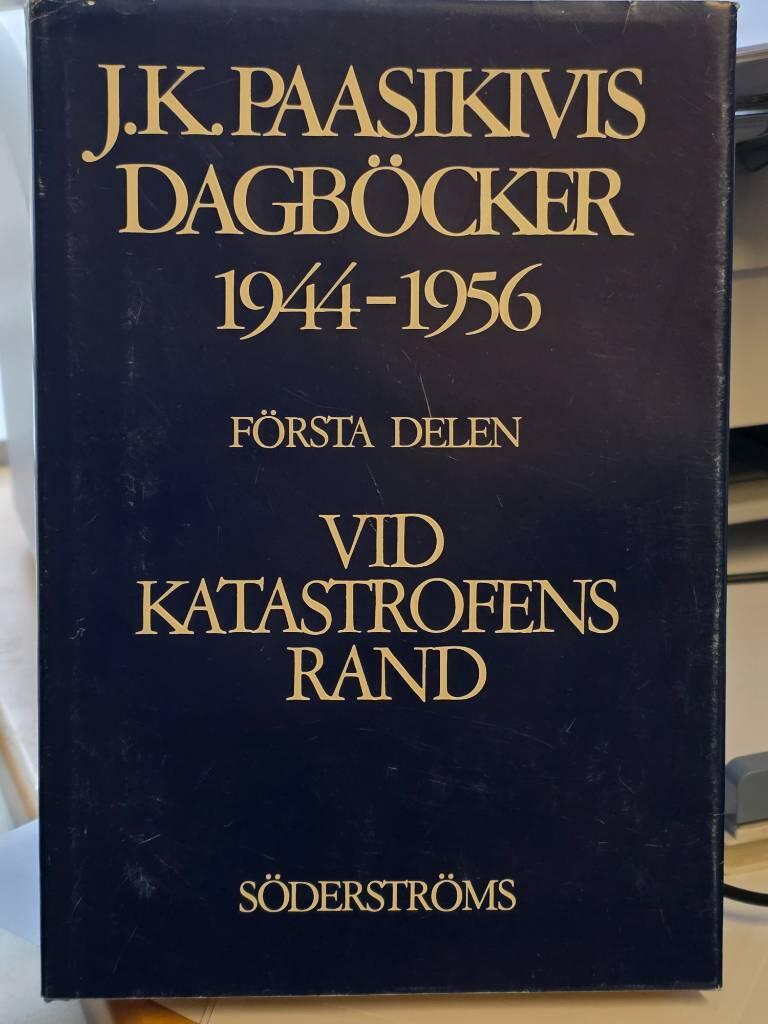 J.K. PAASIKIVIS
DAGBÖCKER
1944-1956
FÖRSTA DELEN
VID
KATASTROFENS
RAND
SÖDERSTRÖMS